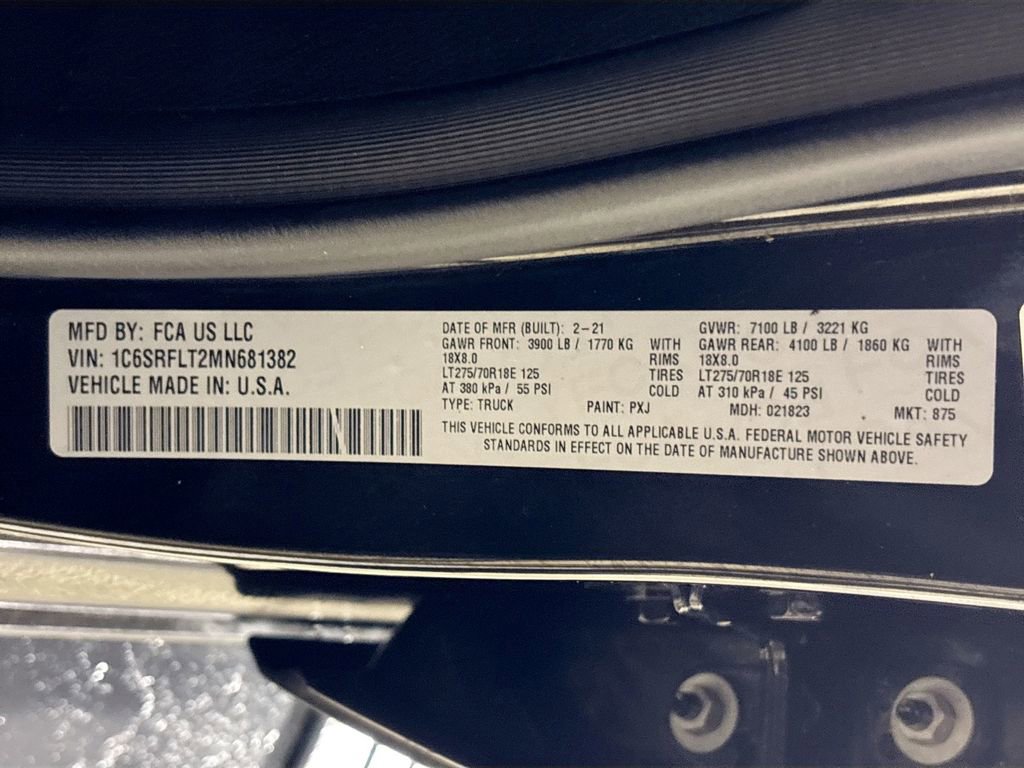 MFD BY: FCA US LLC
VIN: 1C6SRFLT2MN681382
VEHICLE MADE IN: U.S.A.
DATE OF MFR (BUILT): 2-21
GAWR FRONT: 3900 LB / 1770 KG WITH
18X8.0 RIMS
LT275/70R18E 125 TIRES
AT 380 kPa / 55 PSI COLD
GVWR: 7100 LB / 3221 KG
GAWR REAR: 4100 LB / 1860 KG WITH
18X8.0 RIMS
LT275/70R18E 125 TIRES
AT 310 kPa / 45 PSI COLD
TYPE: TRUCK PAINT: PXJ MDH: 021823 MKT: 875
THIS VEHICLE CONFORMS TO ALL APPLICABLE U.S.A. FEDERAL MOTOR VEHICLE SAFETY
STANDARDS IN EFFECT ON THE DATE OF MANUFACTURE SHOWN ABOVE.